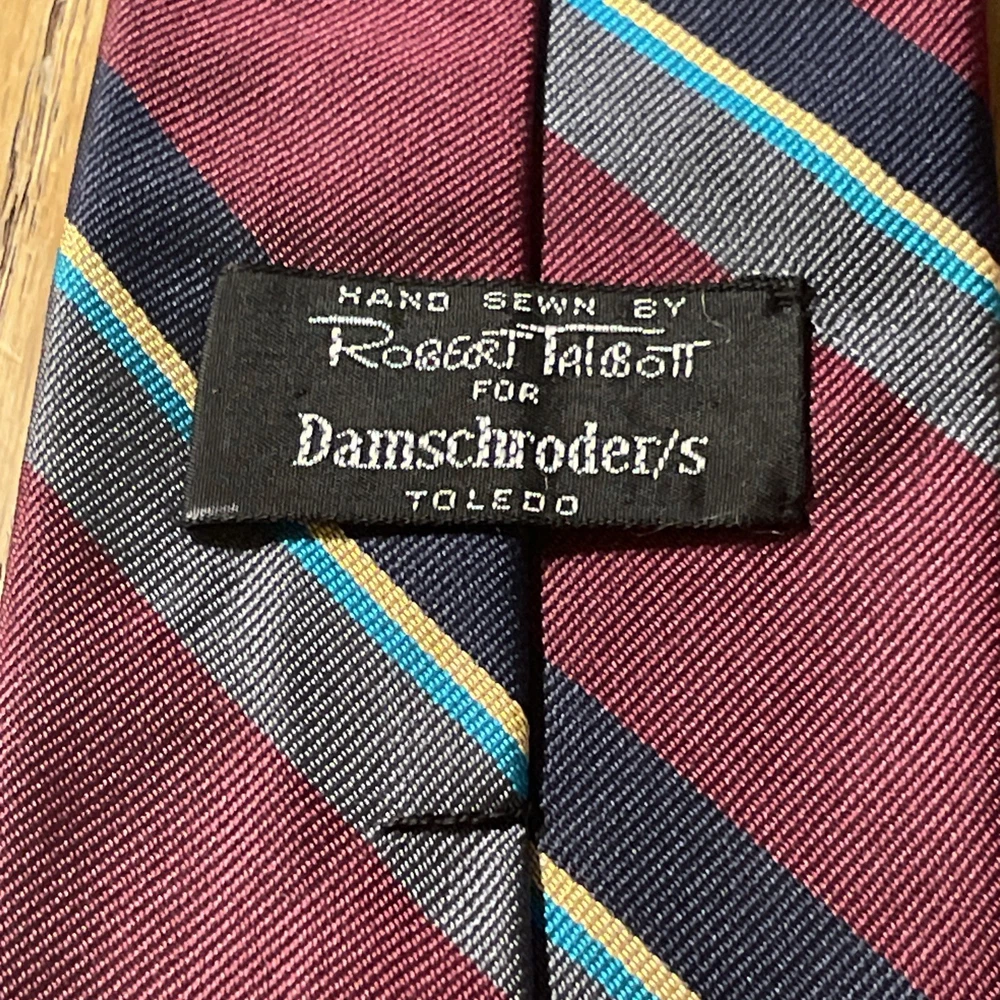 HAND SEWN BY
ROBERT TALBOTT
FOR
Damschroder/s
TOLEDO